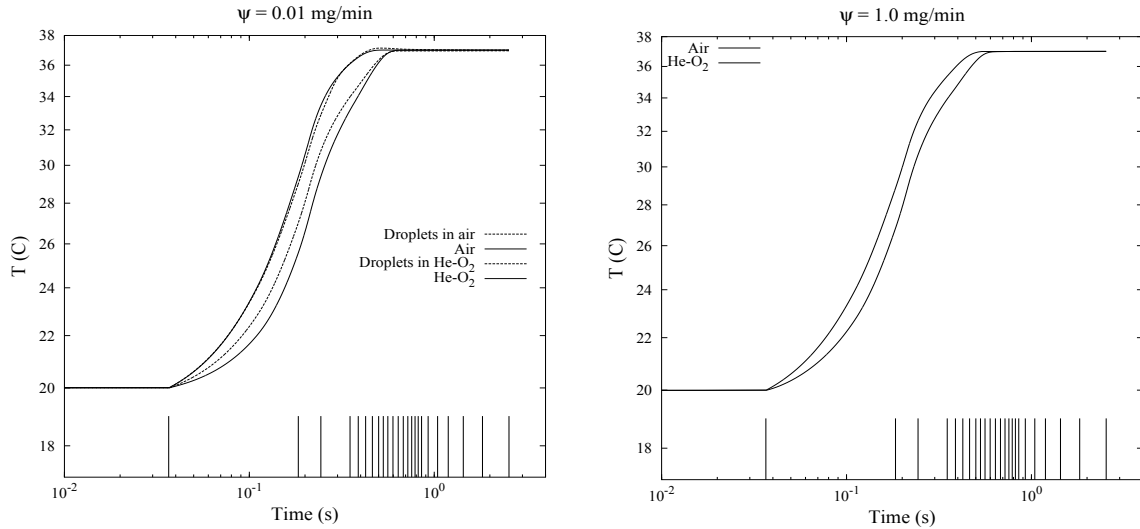 ψ = 0.01 mg/min
38
36
34
32
30
28
26
24
22
20
18
T (C)
Droplets in air
Air
Droplets in He-O2
He-O2
10-2
10-1
100
Time (s)
ψ = 1.0 mg/min
Air
He-O2
38
36
34
32
30
28
26
24
22
20
18
T (C)
10-2
10-1
100
Time (s)